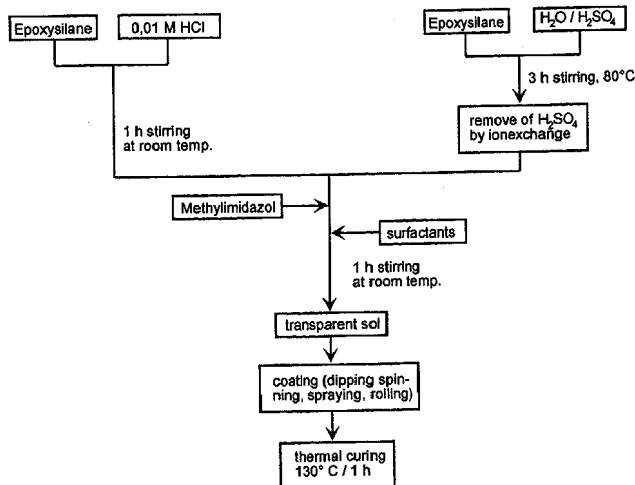 Epoxysilane
0,01 M HCl
Epoxysilane
H₂O / H₂SO₄
3 h stirring, 80°C
remove of H₂SO₄
by ionexchange
1 h stirring
at room temp.
Methylimidazol
surfactants
1 h stirring
at room temp.
transparent sol
coating (dipping spin-
ning, spraying, rolling)
thermal curing
130° C / 1 h